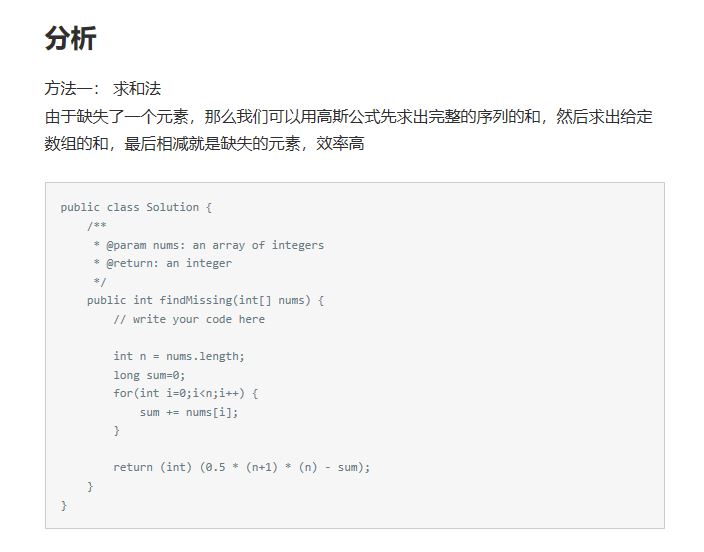 分析
方法一： 求和法
由于缺失了一个元素，那么我们可以用高斯公式先求出完整的序列的和，然后求出给定
数组的和，最后相减就是缺失的元素，效率高
public class Solution {
    /**
     * @param nums: an array of integers
     * @return: an integer
     */
    public int findMissing(int[] nums) {
        // write your code here
        int n = nums.length;
        long sum=0;
        for(int i=0;i<n;i++) {
            sum += nums[i];
        }
        return (int) (0.5 * (n+1) * (n) - sum);
    }
}